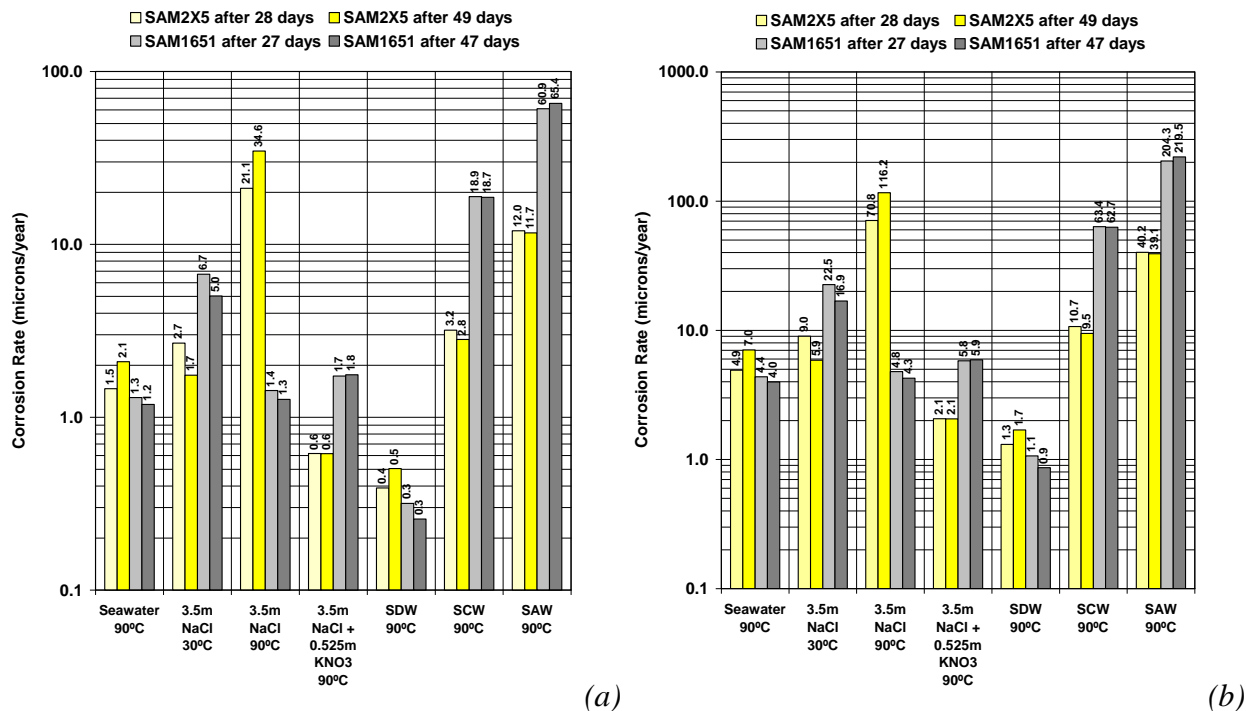 SAM2X5 after 28 days SAM2X5 after 49 days
SAM1651 after 27 days SAM1651 after 47 days
Corrosion Rate (microns/year)
100.0
10.0
1.0
0.1
1.5 2.1 1.3 1.2
2.7 1.7 6.7 5.0
21.1 34.6 1.4 1.3
0.6 0.6 1.7 1.8
0.4 0.5 0.3 0.3
3.2 2.8 18.9 18.7
12.0 11.7 60.9 65.4
Seawater
90ºC
3.5m
NaCl
30ºC
3.5m
NaCl
90ºC
3.5m
NaCl +
0.525m
KNO3
90ºC
SDW
90ºC
SCW
90ºC
SAW
90ºC
(a)
SAM2X5 after 28 days SAM2X5 after 49 days
SAM1651 after 27 days SAM1651 after 47 days
Corrosion Rate (microns/year)
1000.0
100.0
10.0
1.0
0.1
4.9 7.0 4.4 4.0
9.0 5.9 22.5 16.9
70.8 116.2 4.8 4.3
2.1 2.1 5.8 5.9
1.3 1.7 1.1 0.9
10.7 9.5 63.4 62.7
40.2 39.1 204.3 219.5
Seawater
90ºC
3.5m
NaCl
30ºC
3.5m
NaCl
90ºC
3.5m
NaCl +
0.525m
KNO3
90ºC
SDW
90ºC
SCW
90ºC
SAW
90ºC
(b)